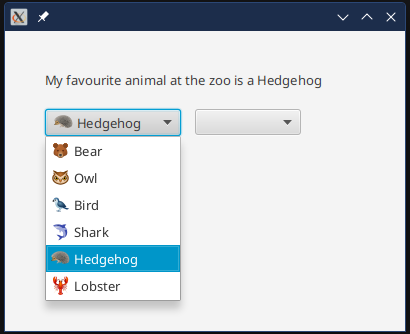 My favourite animal at the zoo is a Hedgehog
Hedgehog
Bear
Owl
Bird
Shark
Hedgehog
Lobster